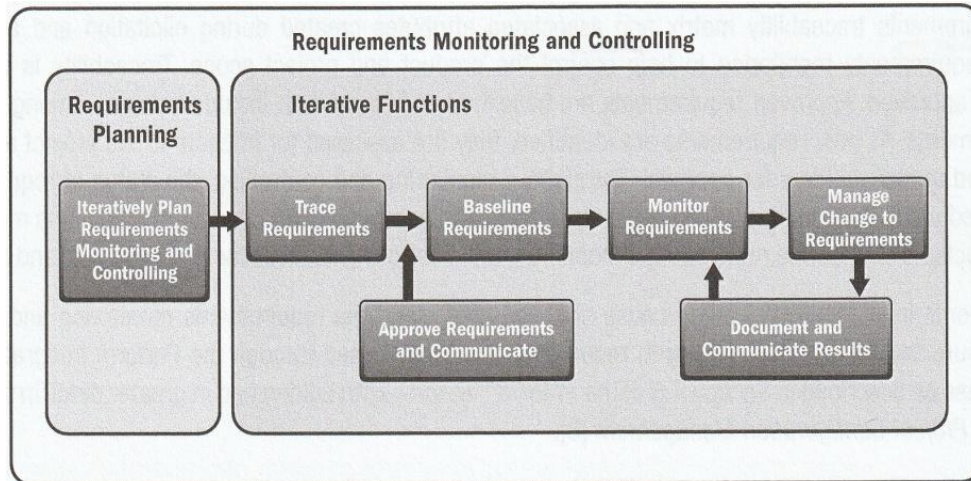 Requirements Monitoring and Controlling
Requirements
Planning
Iterative Functions
Iteratively Plan
Requirements
Monitoring and
Controlling
Trace
Requirements
Baseline
Requirements
Monitor
Requirements
Manage
Change to
Requirements
Approve Requirements
and Communicate
Document and
Communicate Results